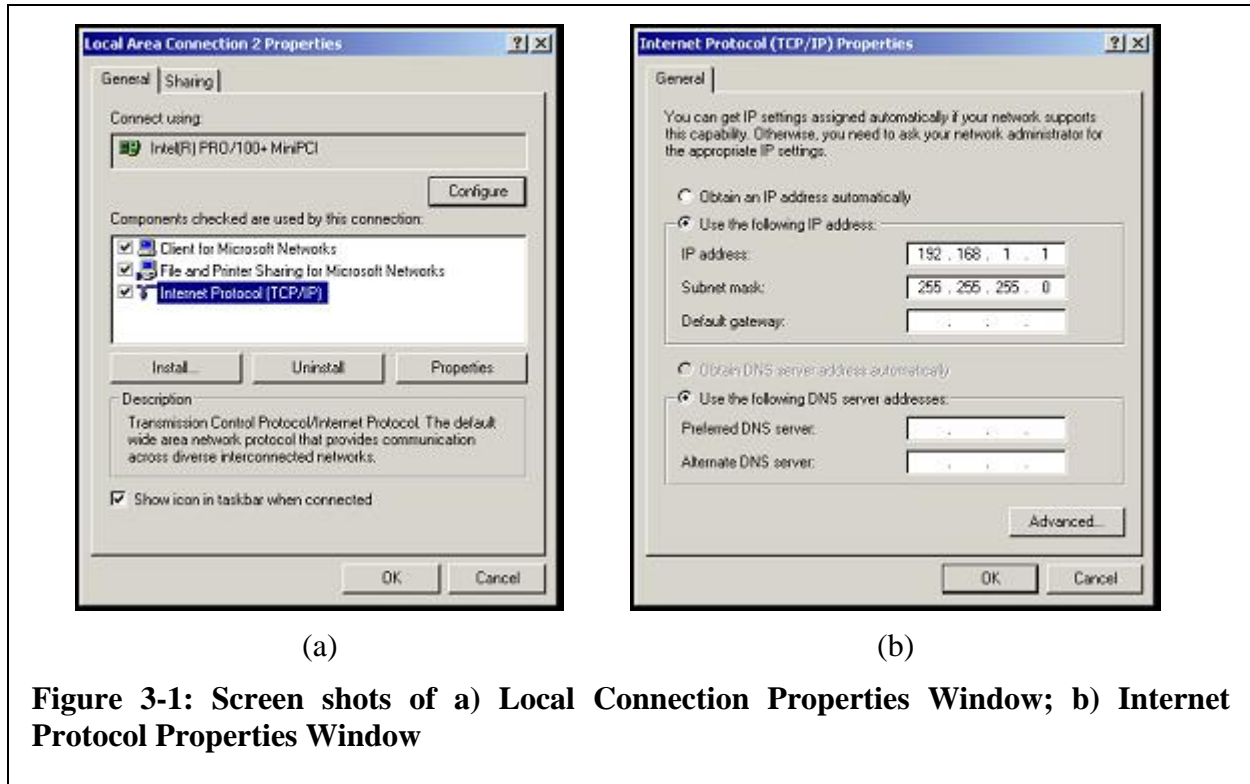 Local Area Connection 2 Properties
General
Sharing
Connect using:
Intel(R) PRO/100+ MiniPCI
Configure
Components checked are used by this connection:
Client for Microsoft Networks
File and Printer Sharing for Microsoft Networks
Internet Protocol (TCP/IP)
Install...
Uninstall
Properties
Description
Transmission Control Protocol/Internet Protocol. The default
wide area network protocol that provides communication
across diverse interconnected networks.
Show icon in taskbar when connected
OK
Cancel
(a)
Internet Protocol (TCP/IP) Properties
General
You can get IP settings assigned automatically if your network supports
this capability. Otherwise, you need to ask your network administrator for
the appropriate IP settings.
Obtain an IP address automatically
Use the following IP address:
IP address: 192 . 168 . 1 . 1
Subnet mask: 255 . 255 . 255 . 0
Default gateway: . . .
Obtain DNS server address automatically
Use the following DNS server addresses:
Preferred DNS server: . . .
Alternate DNS server: . . .
Advanced...
OK
Cancel
(b)
Figure 3-1: Screen shots of a) Local Connection Properties Window; b) Internet
Protocol Properties Window